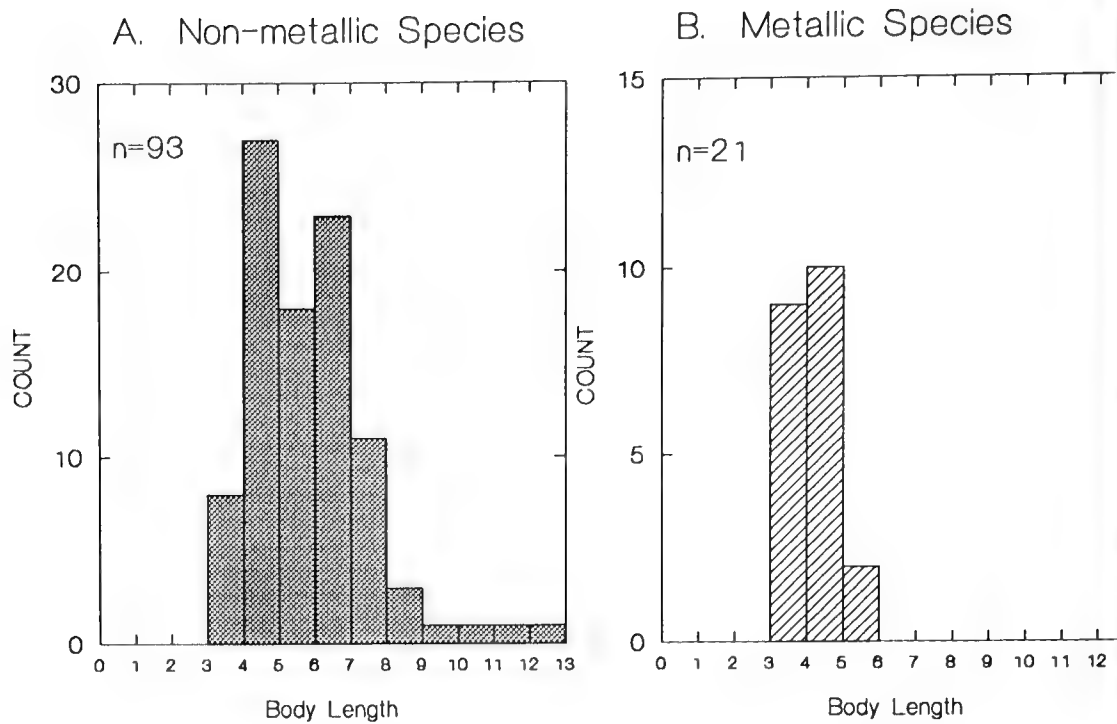 A. Non-metallic Species
30
20
10
0
COUNT
n=93
0 1 2 3 4 5 6 7 8 9 10 11 12 13
Body Length
B. Metallic Species
15
10
5
0
COUNT
n=21
0 1 2 3 4 5 6 7 8 9 10 11 12
Body Length